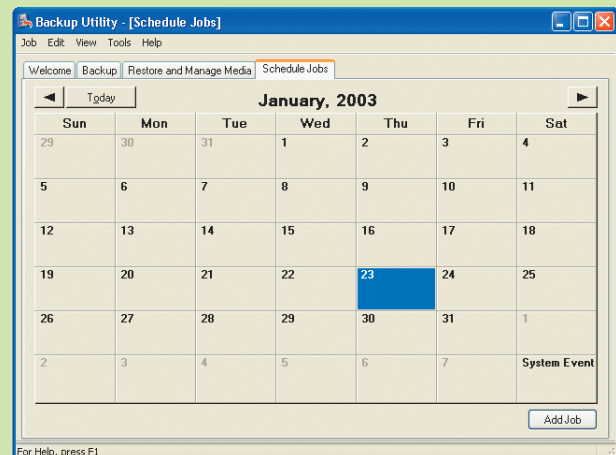 Backup Utility - [Schedule Jobs]
Job Edit View Tools Help
Welcome Backup Restore and Manage Media Schedule Jobs
Today January, 2003
Sun Mon Tue Wed Thu Fri Sat
29 30 31 1 2 3 4
5 6 7 8 9 10 11
12 13 14 15 16 17 18
19 20 21 22 23 24 25
26 27 28 29 30 31 1
2 3 4 5 6 7 System Event
Add Job
For Help, press F1